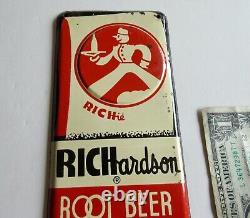 RICHie
RICHardson
®
ROOT BEER